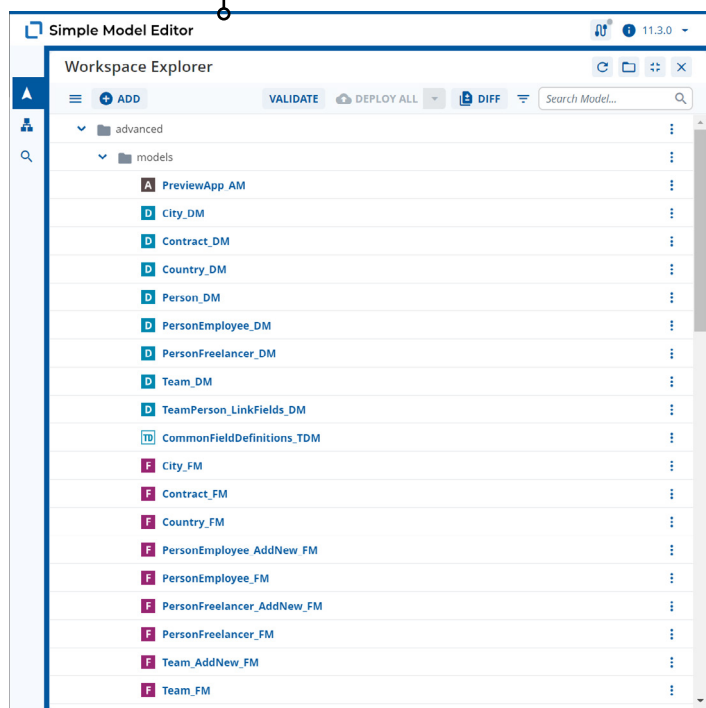 Simple Model Editor
11.3.0
Workspace Explorer
ADD
VALIDATE
DEPLOY ALL
DIFF
Search Model...
advanced
models
A PreviewApp_AM
D City_DM
D Contract_DM
D Country_DM
D Person_DM
D PersonEmployee_DM
D PersonFreelancer_DM
D Team_DM
D TeamPerson_LinkFields_DM
TD CommonFieldDefinitions_TDM
F City_FM
F Contract_FM
F Country_FM
F PersonEmployee_AddNew_FM
F PersonEmployee_FM
F PersonFreelancer_AddNew_FM
F PersonFreelancer_FM
F Team_AddNew_FM
F Team_FM